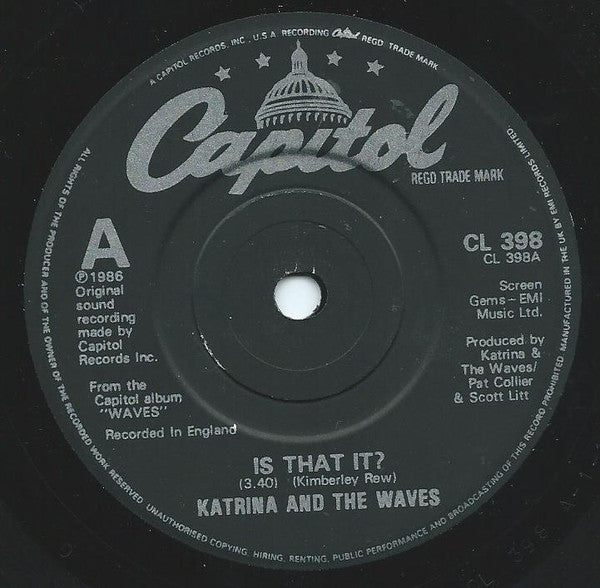 A CAPITOL RECORDS, INC., U.S.A. RECORDING Capitol REGD. TRADE MARK
Capitol
REGD TRADE MARK
A
℗1986
Original
sound
recording
made by
Capitol
Records Inc.
From the
Capitol album
"WAVES"
Recorded In England
CL 398
CL 398A
Screen
Gems-EMI
Music Ltd.
Produced by
Katrina &
The Waves/
Pat Collier
& Scott Litt
IS THAT IT?
(3.40) (Kimberley Rew)
KATRINA AND THE WAVES
ALL RIGHTS OF THE PRODUCER AND OF THE OWNER OF THE WORK REPRODUCED RESERVED. UNAUTHORISED COPYING, HIRING, RENTING, PUBLIC PERFORMANCE AND BROADCASTING OF THIS RECORD PROHIBITED. MANUFACTURED IN THE UK BY EMI RECORDS LIMITED